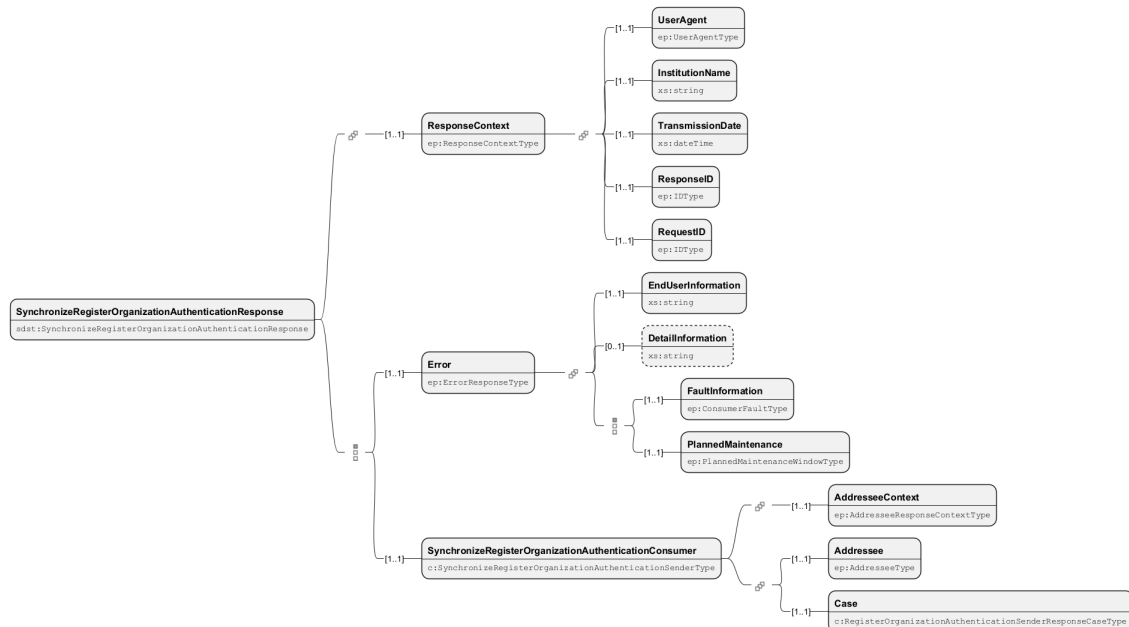 UserAgent
[1..1]
ep:UserAgentType
InstitutionName
[1..1]
xs:string
ResponseContext
[1..1]
ep:ResponseContextType
TransmissionDate
[1..1]
xs:dateTime
ResponseID
[1..1]
ep:IDType
RequestID
[1..1]
ep:IDType
SynchronizeRegisterOrganizationAuthenticationResponse
sdst:SynchronizeRegisterOrganizationAuthenticationResponse
EndUserInformation
[1..1]
xs:string
Error
[1..1]
ep:ErrorResponseType
DetailInformation
[0..1]
xs:string
FaultInformation
[1..1]
ep:ConsumerFaultType
PlannedMaintenance
[1..1]
ep:PlannedMaintenanceWindowType
SynchronizeRegisterOrganizationAuthenticationConsumer
[1..1]
c:SynchronizeRegisterOrganizationAuthenticationSenderType
AddresseeContext
[1..1]
ep:AddresseeResponseContextType
Addressee
[1..1]
ep:AddresseeType
Case
[1..1]
c:RegisterOrganizationAuthenticationSenderResponseCaseType